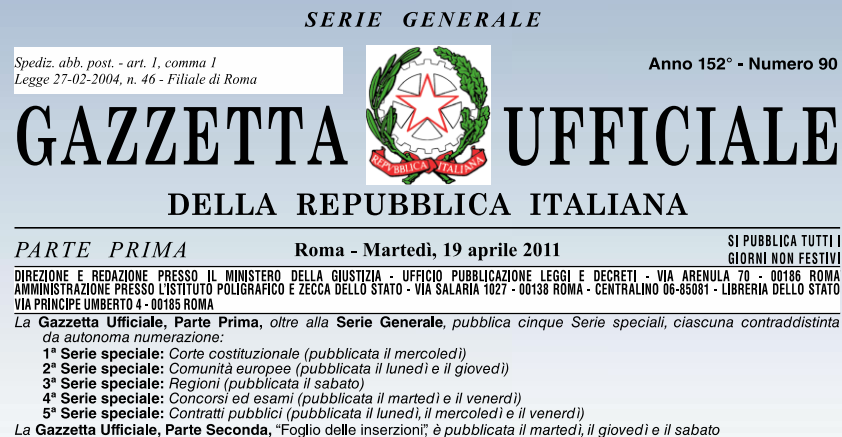 SERIE GENERALE
Spediz. abb. post. - art. 1, comma 1
Legge 27-02-2004, n. 46 - Filiale di Roma
Anno 152° - Numero 90
GAZZETTA UFFICIALE
REPVBBLICA ITALIANA
DELLA REPUBBLICA ITALIANA
PARTE PRIMA
Roma - Martedì, 19 aprile 2011
SI PUBBLICA TUTTI I
GIORNI NON FESTIVI
DIREZIONE E REDAZIONE PRESSO IL MINISTERO DELLA GIUSTIZIA - UFFICIO PUBBLICAZIONE LEGGI E DECRETI - VIA ARENULA 70 - 00186 ROMA
AMMINISTRAZIONE PRESSO L'ISTITUTO POLIGRAFICO E ZECCA DELLO STATO - VIA SALARIA 1027 - 00138 ROMA - CENTRALINO 06-85081 - LIBRERIA DELLO STATO
VIA PRINCIPE UMBERTO 4 - 00185 ROMA
La Gazzetta Ufficiale, Parte Prima, oltre alla Serie Generale, pubblica cinque Serie speciali, ciascuna contraddistinta
da autonoma numerazione:
1ª Serie speciale: Corte costituzionale (pubblicata il mercoledì)
2ª Serie speciale: Comunità europee (pubblicata il lunedì e il giovedì)
3ª Serie speciale: Regioni (pubblicata il sabato)
4ª Serie speciale: Concorsi ed esami (pubblicata il martedì e il venerdì)
5ª Serie speciale: Contratti pubblici (pubblicata il lunedì, il mercoledì e il venerdì)
La Gazzetta Ufficiale, Parte Seconda, "Foglio delle inserzioni", è pubblicata il martedì, il giovedì e il sabato